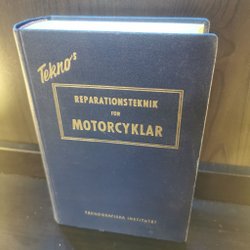 Tekno's
REPARATIONSTEKNIK
FÖR
MOTORCYKLAR
TEKNOGRAFISKA INSTITUTET